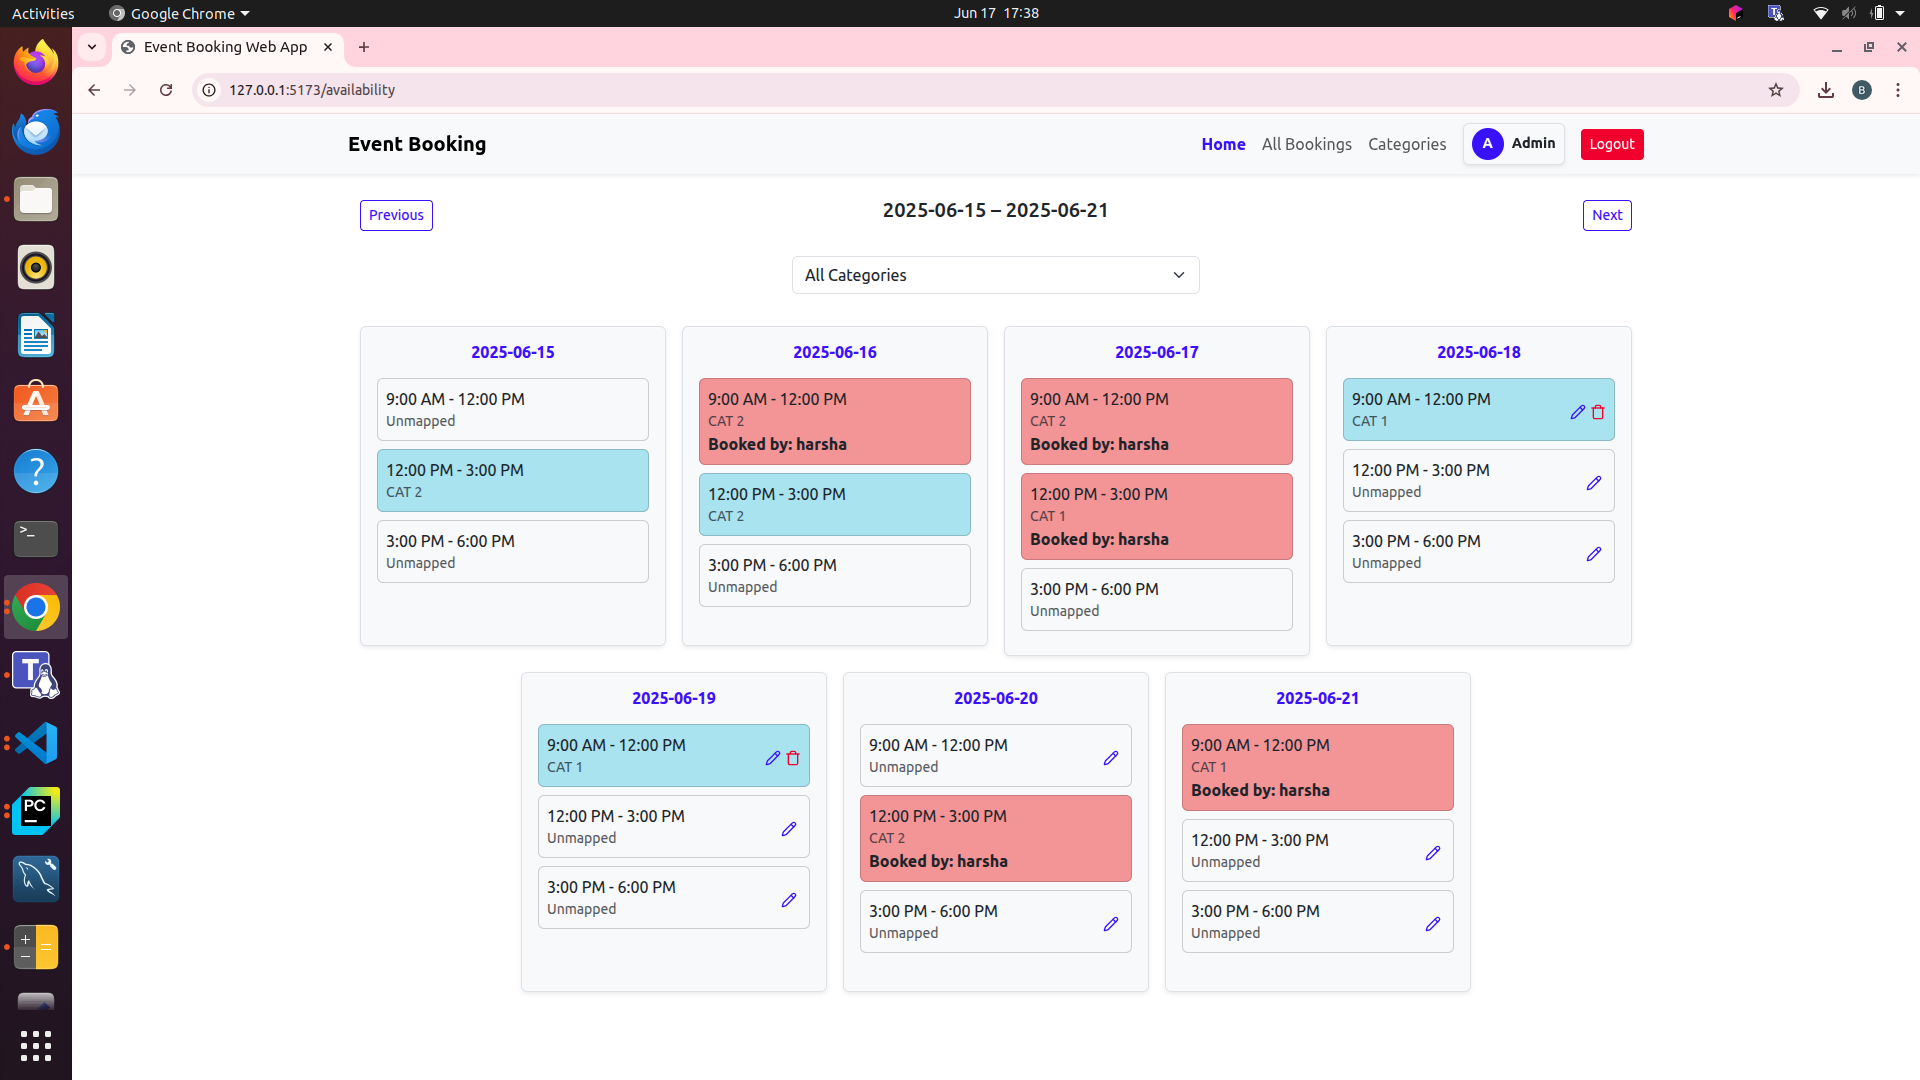 Activities
Google Chrome
Jun 17 17:38
Event Booking Web App
127.0.0.1:5173/availability
B
Event Booking
Home
All Bookings
Categories
A
Admin
Logout
Previous
2025-06-15 – 2025-06-21
Next
All Categories
2025-06-15
9:00 AM - 12:00 PM
Unmapped
12:00 PM - 3:00 PM
CAT 2
3:00 PM - 6:00 PM
Unmapped
2025-06-16
9:00 AM - 12:00 PM
CAT 2
Booked by: harsha
12:00 PM - 3:00 PM
CAT 2
3:00 PM - 6:00 PM
Unmapped
2025-06-17
9:00 AM - 12:00 PM
CAT 2
Booked by: harsha
12:00 PM - 3:00 PM
CAT 1
Booked by: harsha
3:00 PM - 6:00 PM
Unmapped
2025-06-18
9:00 AM - 12:00 PM
CAT 1
12:00 PM - 3:00 PM
Unmapped
3:00 PM - 6:00 PM
Unmapped
2025-06-19
9:00 AM - 12:00 PM
CAT 1
12:00 PM - 3:00 PM
Unmapped
3:00 PM - 6:00 PM
Unmapped
2025-06-20
9:00 AM - 12:00 PM
Unmapped
12:00 PM - 3:00 PM
CAT 2
Booked by: harsha
3:00 PM - 6:00 PM
Unmapped
2025-06-21
9:00 AM - 12:00 PM
CAT 1
Booked by: harsha
12:00 PM - 3:00 PM
Unmapped
3:00 PM - 6:00 PM
Unmapped